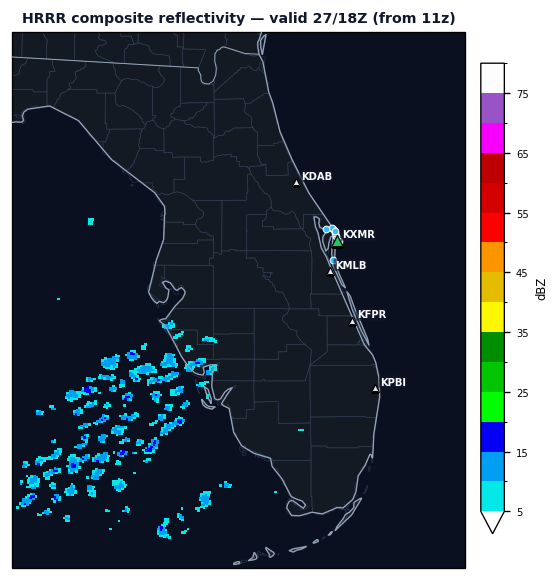 HRRR composite reflectivity — valid 27/18Z (from 11z)
KDAB
KXMR
KMLB
KFPR
KPBI
75
65
55
45
35
25
15
5
dBZ